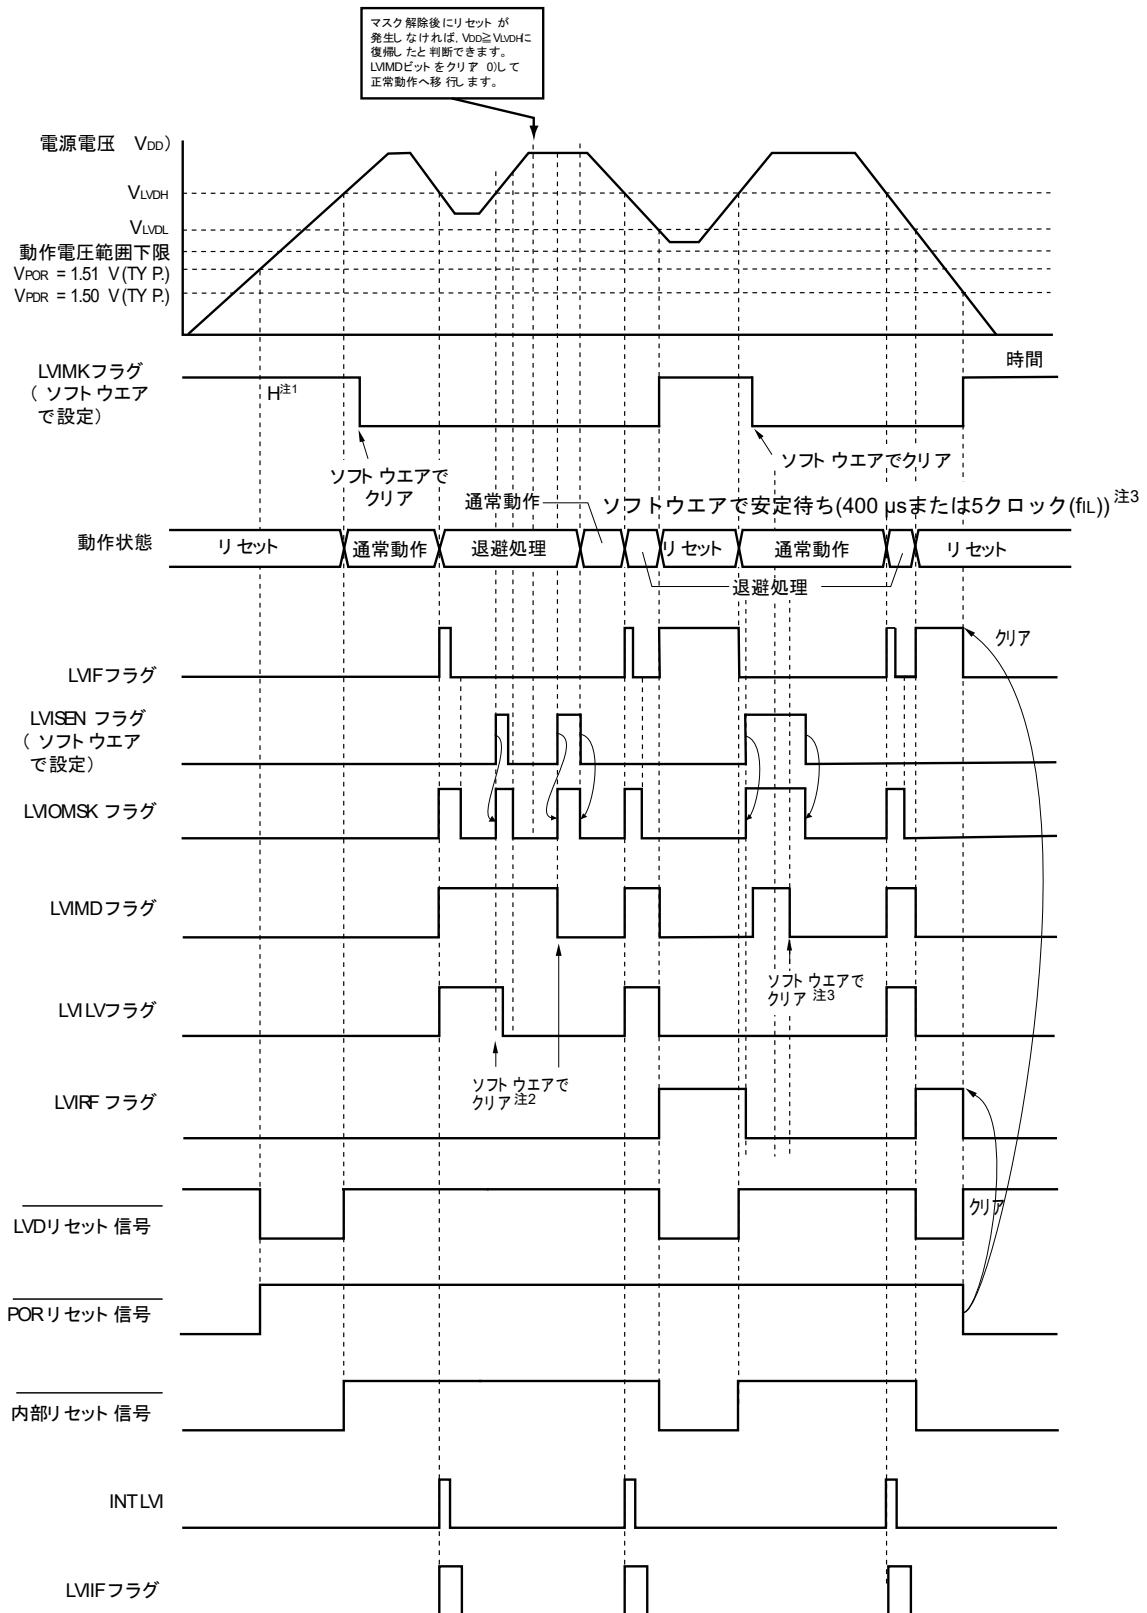 マスク解除後にリセットが
発生しなければ, VDD≧VLVDHに
復帰したと判断できます。
LVIMDビットをクリア 0)して
正常動作へ移行します。
電源電圧 VDD)
VLVDH
VLVDL
動作電圧範囲下限
VPOR = 1.51 V(TYP.)
VPDR = 1.50 V(TYP.)
時間
LVIMKフラグ
(ソフトウエア
で設定)
H注1
ソフトウエアで
クリア
ソフトウエアでクリア
通常動作
ソフトウエアで安定待ち(400 µsまたは5クロック(fIL))注3
動作状態
リセット
通常動作
退避処理
リセット
通常動作
リセット
退避処理
クリア
LVIFフラグ
LVISENフラグ
(ソフトウエア
で設定)
LVIOMSKフラグ
LVIMDフラグ
ソフトウエアで
クリア注3
LVILVフラグ
ソフトウエアで
クリア注2
LVIRFフラグ
クリア
LVDリセット信号
PORリセット信号
内部リセット信号
INTLVI
LVIIFフラグ